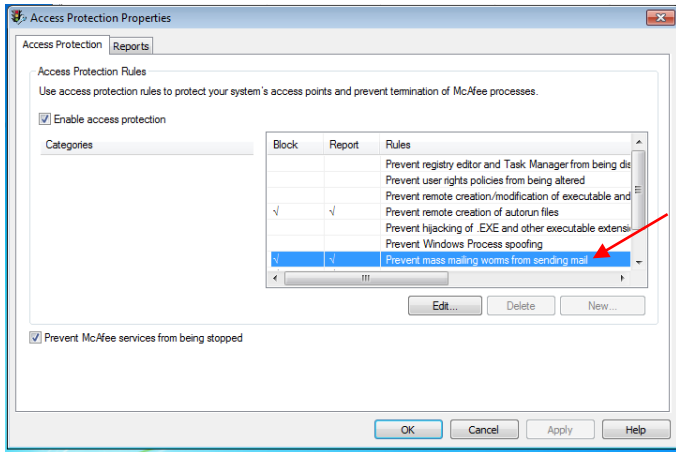 Access Protection Properties
Access Protection Reports
Access Protection Rules
Use access protection rules to protect your system's access points and prevent termination of McAfee processes.
Enable access protection
Categories Block Report Rules
Prevent registry editor and Task Manager from being dis
Prevent user rights policies from being altered
Prevent remote creation/modification of executable and
√ √ Prevent remote creation of autorun files
Prevent hijacking of .EXE and other executable extensi
Prevent Windows Process spoofing
√ √ Prevent mass mailing worms from sending mail
Edit... Delete New...
Prevent McAfee services from being stopped
OK Cancel Apply Help